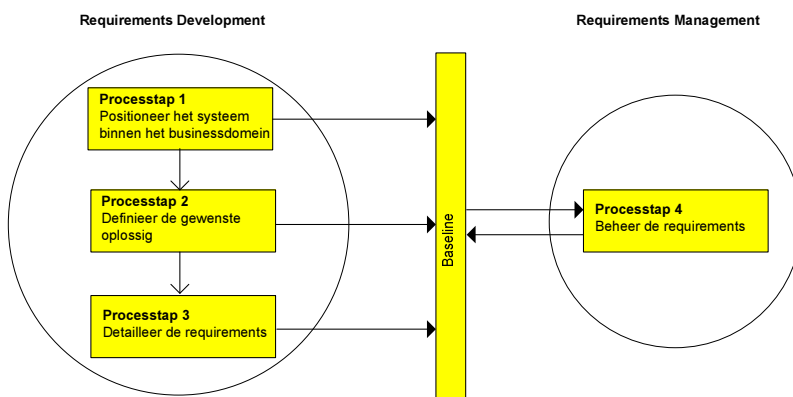 Requirements Development
Requirements Management
Processtap 1
Positioneer het systeem
binnen het businessdomein
Processtap 2
Definieer de gewenste
oplossig
Processtap 3
Detailleer de requirements
Baseline
Processtap 4
Beheer de requirements